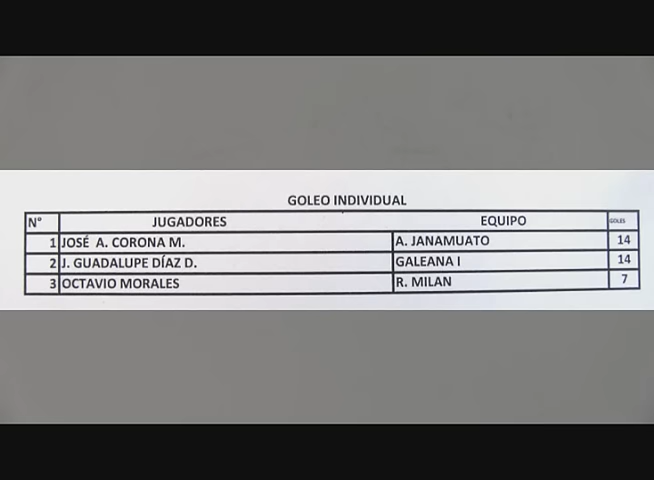 GOLEO INDIVIDUAL
N° JUGADORES EQUIPO GOLES
1 JOSÉ A. CORONA M. A. JANAMUATO 14
2 J. GUADALUPE DÍAZ D. GALEANA I 14
3 OCTAVIO MORALES R. MILAN 7